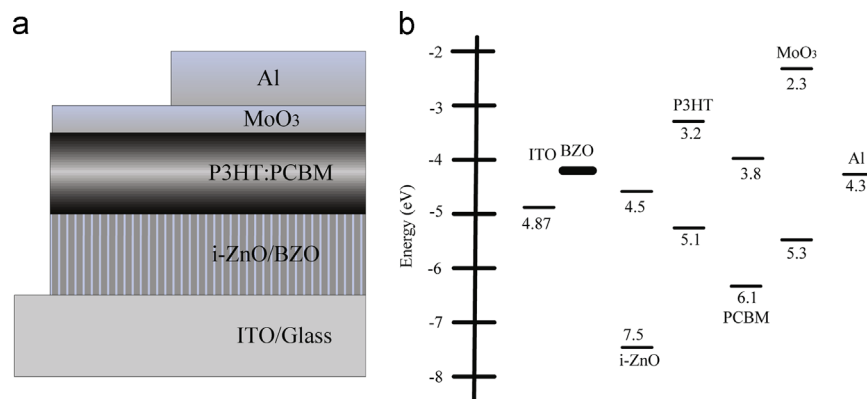 a
Al
MoO3
P3HT:PCBM
i-ZnO/BZO
ITO/Glass
b
Energy (eV)
-2
-3
-4
-5
-6
-7
-8
ITO
4.87
BZO
4.5
7.5
i-ZnO
P3HT
3.2
5.1
3.8
6.1
PCBM
MoO3
2.3
5.3
Al
4.3